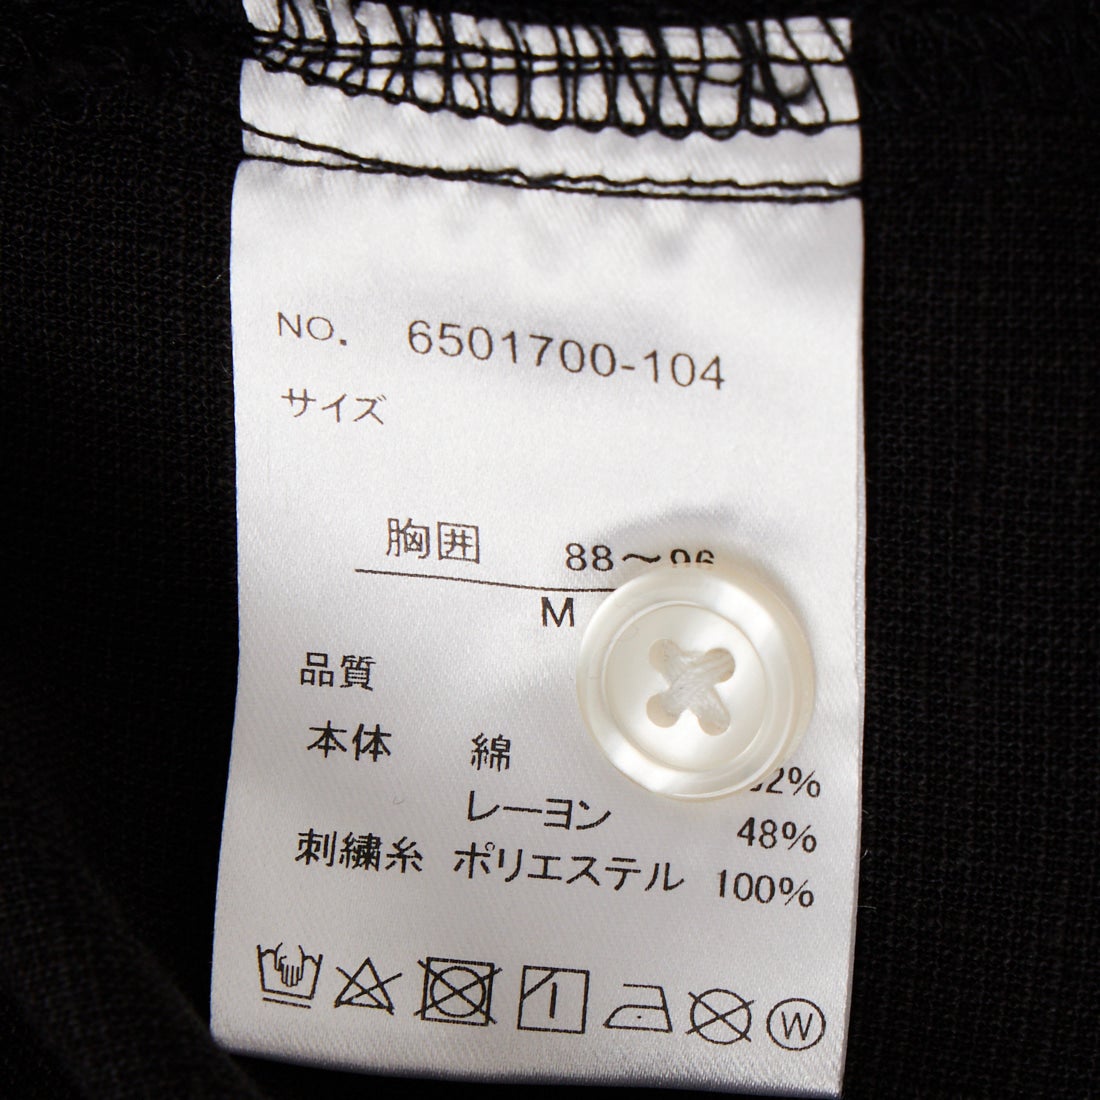 NO. 6501700-104
サイズ
胸囲 88〜96
M
品質
本体 綿 52%
レーヨン 48%
刺繍糸 ポリエステル 100%
W